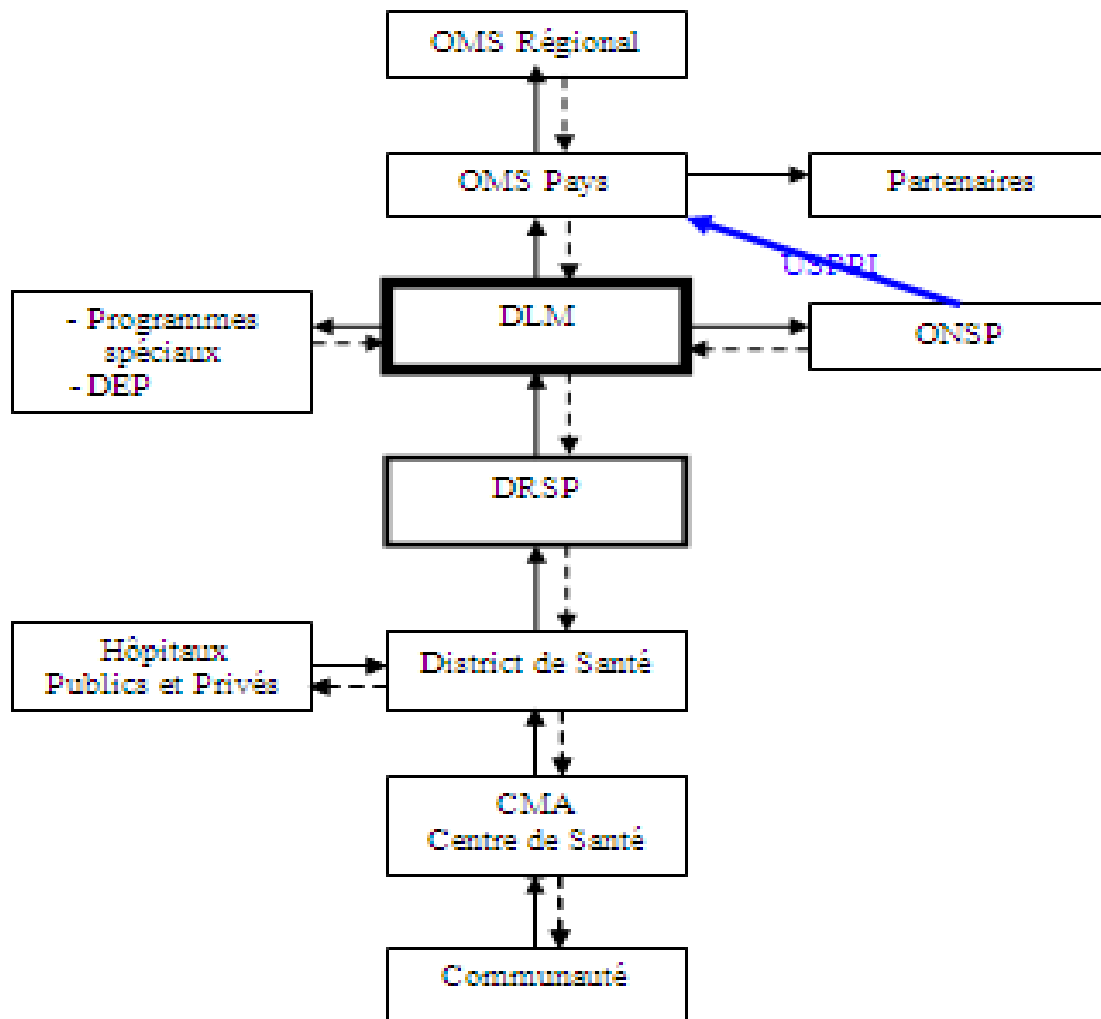 OMS Régional
OMS Pays
Partenaires
- Programmes
spéciaux
- DEP
DLM
ONSP
DRSP
Hôpitaux
Publics et Privés
District de Santé
CMA
Centre de Santé
Communauté